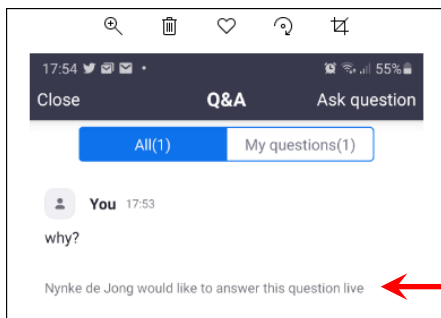 17:54 55%
Close Q&A Ask question
All(1) My questions(1)
You 17:53
why?
Nynke de Jong would like to answer this question live